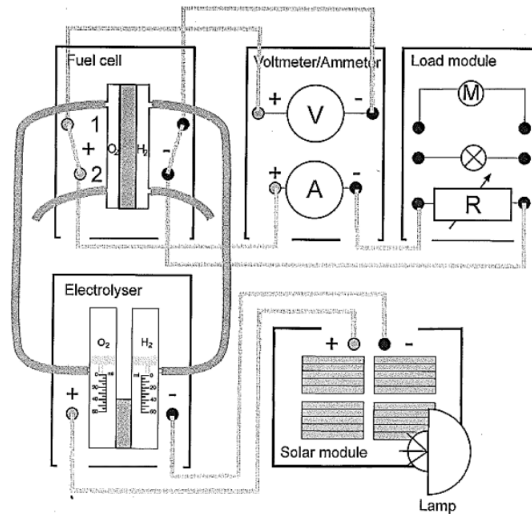 Fuel cell
1
O₂
H₂
+
-
2
Voltmeter/Ammeter
+
V
-
+
A
-
Load module
M
R
Electrolyser
O₂
H₂
+
-
+
-
Solar module
Lamp